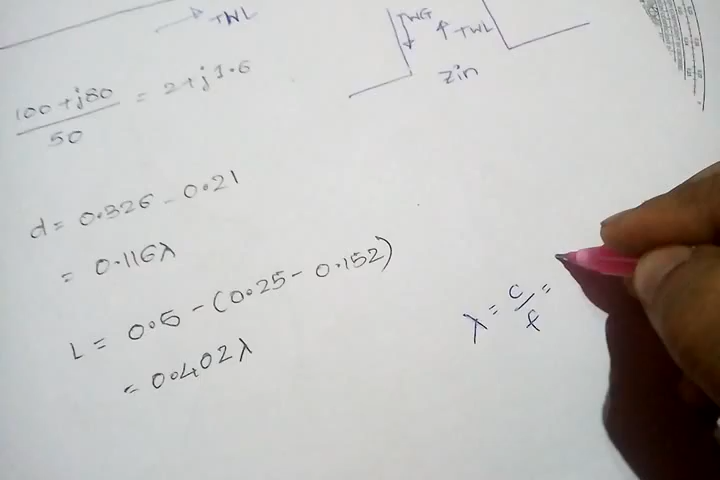 TWL
TWG
TWL
Zin
100+j80 / 50 = 2+j1.6
d = 0.326 - 0.21
= 0.116λ
L = 0.5 - (0.25 - 0.152)
= 0.402λ
λ = c/f =